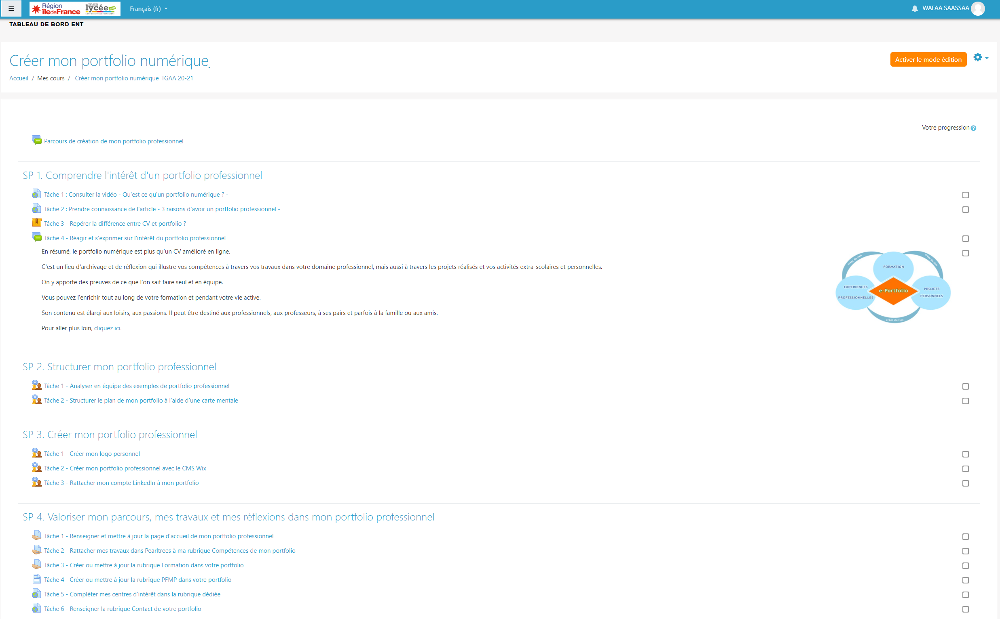 Région
îledeFrance
mon
lycée.net
Français (fr)
WAFAA SAASSAA
TABLEAU DE BORD ENT
Créer mon portfolio numérique_
Activer le mode édition
Accueil / Mes cours / Créer mon portfolio numérique_TGAA 20-21
Votre progression
Parcours de création de mon portfolio professionnel
SP 1. Comprendre l'intérêt d'un portfolio professionnel
Tâche 1 : Consulter la vidéo - Qu'est ce qu'un portfolio numérique ? -
Tâche 2 : Prendre connaissance de l'article - 3 raisons d'avoir un portfolio professionnel -
Tâche 3 - Repérer la différence entre CV et portfolio ?
Tâche 4 - Réagir et s'exprimer sur l'intérêt du portfolio professionnel
En résumé, le portfolio numérique est plus qu'un CV amélioré en ligne.
C'est un lieu d'archivage et de réflexion qui illustre vos compétences à travers vos travaux dans votre domaine professionnel, mais aussi à travers les projets réalisés et vos activités extra-scolaires et personnelles.
On y apporte des preuves de ce que l'on sait faire seul et en équipe.
Vous pouvez l'enrichir tout au long de votre formation et pendant votre vie active.
Son contenu est élargi aux loisirs, aux passions. Il peut être destiné aux professionnels, aux professeurs, à ses pairs et parfois à la famille ou aux amis.
Pour aller plus loin, cliquez ici.
créer du lien
créer du lien
FORMATION
EXPERIENCES
PROFESSIONNELLES
e-Portfolio
PROJETS
PERSONNELS
créer du lien
SP 2. Structurer mon portfolio professionnel
Tâche 1 - Analyser en équipe des exemples de portfolio professionnel
Tâche 2 - Structurer le plan de mon portfolio à l'aide d'une carte mentale
SP 3. Créer mon portfolio professionnel
Tâche 1 - Créer mon logo personnel
Tâche 2 - Créer mon portfolio professionnel avec le CMS Wix
Tâche 3 - Rattacher mon compte LinkedIn à mon portfolio
SP 4. Valoriser mon parcours, mes travaux et mes réflexions dans mon portfolio professionnel
Tâche 1 - Renseigner et mettre à jour la page d'accueil de mon portfolio professionnel
Tâche 2 - Rattacher mes travaux dans Pearltrees à ma rubrique Compétences de mon portfolio
Tâche 3 - Créer ou mettre à jour la rubrique Formation dans votre portfolio
Tâche 4 - Créer ou mettre à jour la rubrique PFMP dans votre portfolio
Tâche 5 - Compléter mes centres d'intérêt dans la rubrique dédiée
Tâche 6 - Renseigner la rubrique Contact de votre portfolio